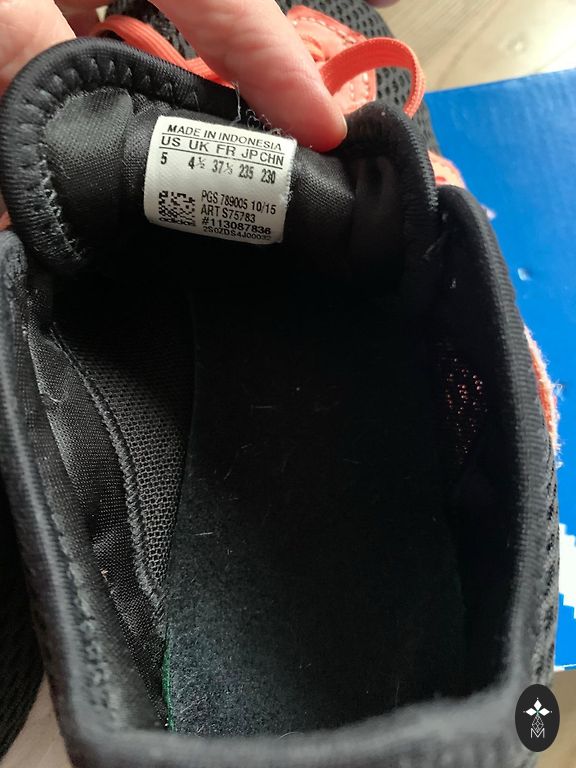 MADE IN INDONESIA
US UK FR JP CHN
5 4½ 37⅓ 235 230
PGS 789005 10/15
ART S75783
#113087836
2S0ZDS4J00032
M